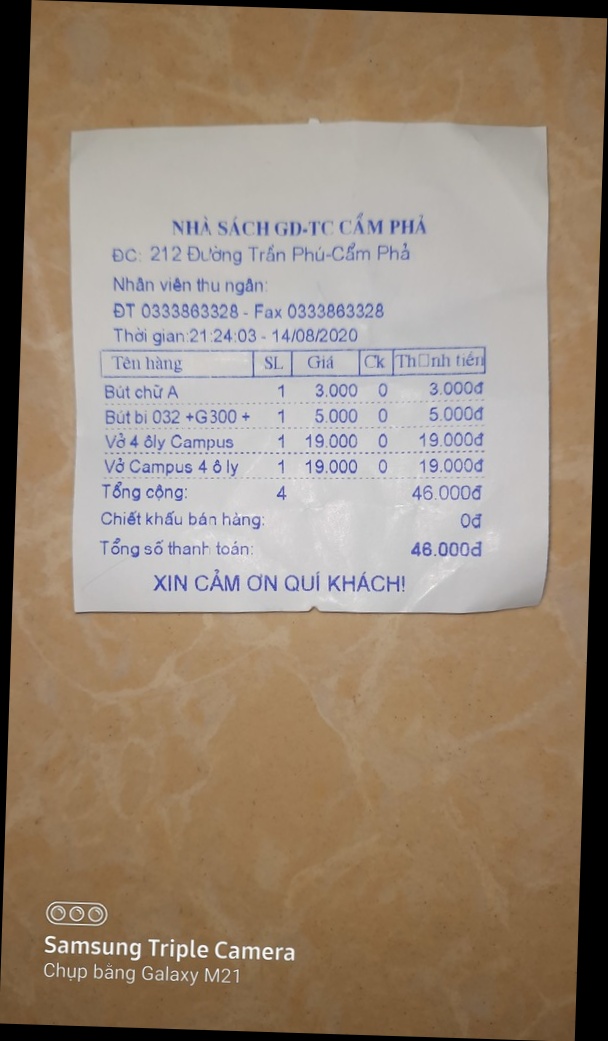 NHÀ SÁCH GD-TC CẨM PHẢ
ĐC: 212 Đường Trần Phú-Cẩm Phả
Nhân viên thu ngân:
ĐT 0333863328 - Fax 0333863328
Thời gian:21:24:03 - 14/08/2020
Tên hàng SL Giá Ck Th□nh tiền
Bút chữ A 1 3.000 0 3.000đ
Bút bi 032 +G300 + 1 5.000 0 5.000đ
Vở 4 ôly Campus 1 19.000 0 19.000đ
Vở Campus 4 ô ly 1 19.000 0 19.000đ
Tổng cộng: 4 46.000đ
Chiết khấu bán hàng: 0đ
Tổng số thanh toán: 46.000đ
XIN CẢM ƠN QUÍ KHÁCH!
Samsung Triple Camera
Chụp bằng Galaxy M21